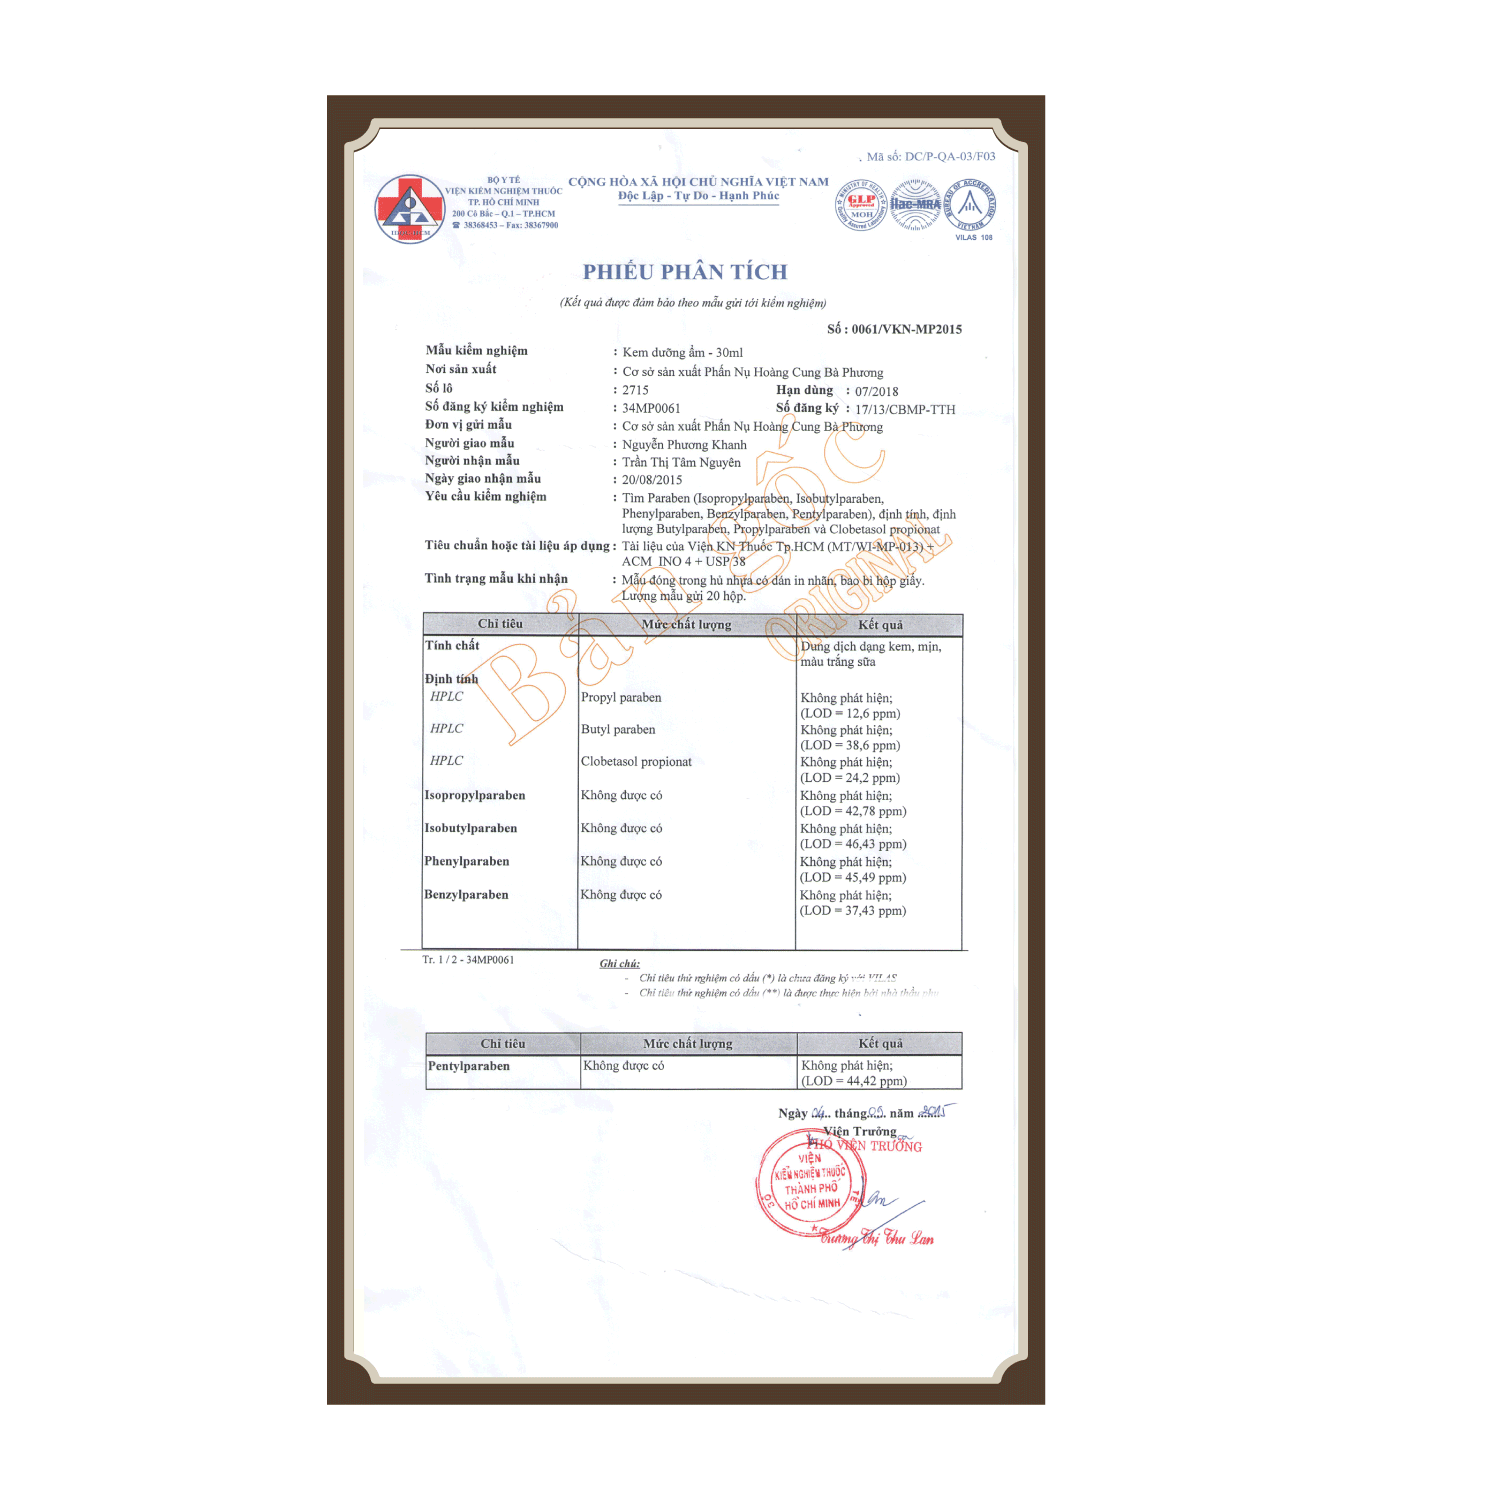 Mã số: DC/P-QA-03/F03
BỘ Y TẾ
VIỆN KIỂM NGHIỆM THUỐC
TP. HỒ CHÍ MINH
200 Cô Bắc – Q.1 – TP.HCM
☎ 38368453 – Fax: 38367900
IDQC HCM
CỘNG HÒA XÃ HỘI CHỦ NGHĨA VIỆT NAM
Độc Lập - Tự Do - Hạnh Phúc
MINISTRY OF HEALTH
GLP
Approved
MOH
Quality Assured Laboratory
ilac-MRA
BUREAU OF ACCREDITATION
VIETNAM
VILAS 108
PHIẾU PHÂN TÍCH
(Kết quả được đảm bảo theo mẫu gửi tới kiểm nghiệm)
Số : 0061/VKN-MP2015
Mẫu kiểm nghiệm : Kem dưỡng ẩm - 30ml
Nơi sản xuất : Cơ sở sản xuất Phấn Nụ Hoàng Cung Bà Phương
Số lô : 2715 Hạn dùng : 07/2018
Số đăng ký kiểm nghiệm : 34MP0061 Số đăng ký : 17/13/CBMP-TTH
Đơn vị gửi mẫu : Cơ sở sản xuất Phấn Nụ Hoàng Cung Bà Phương
Người giao mẫu : Nguyễn Phương Khanh
Người nhận mẫu : Trần Thị Tâm Nguyên
Ngày giao nhận mẫu : 20/08/2015
Yêu cầu kiểm nghiệm : Tìm Paraben (Isopropylparaben, Isobutylparaben,
Phenylparaben, Benzylparaben, Pentylparaben), định tính, định
lượng Butylparaben, Propylparaben và Clobetasol propionat
Tiêu chuẩn hoặc tài liệu áp dụng : Tài liệu của Viện KN Thuốc Tp.HCM (MT/WI-MP-013) +
ACM INO 4 + USP 38
Tình trạng mẫu khi nhận : Mẫu đóng trong hủ nhựa có dán in nhãn, bao bì hộp giấy.
Lượng mẫu gửi 20 hộp.
Bản gốc
ORIGINAL
Chỉ tiêu Mức chất lượng Kết quả
Tính chất Dung dịch dạng kem, mịn,
màu trắng sữa
Định tính
HPLC Propyl paraben Không phát hiện;
(LOD = 12,6 ppm)
HPLC Butyl paraben Không phát hiện;
(LOD = 38,6 ppm)
HPLC Clobetasol propionat Không phát hiện;
(LOD = 24,2 ppm)
Isopropylparaben Không được có Không phát hiện;
(LOD = 42,78 ppm)
Isobutylparaben Không được có Không phát hiện;
(LOD = 46,43 ppm)
Phenylparaben Không được có Không phát hiện;
(LOD = 45,49 ppm)
Benzylparaben Không được có Không phát hiện;
(LOD = 37,43 ppm)
Tr. 1 / 2 - 34MP0061
Ghi chú:
- Chỉ tiêu thử nghiệm có dấu (*) là chưa đăng ký với VILAS
- Chỉ tiêu thử nghiệm có dấu (**) là được thực hiện bởi nhà thầu phụ
Chỉ tiêu Mức chất lượng Kết quả
Pentylparaben Không được có Không phát hiện;
(LOD = 44,42 ppm)
Ngày 04 tháng 09 năm 2015
Viện Trưởng
PHÓ VIỆN TRƯỞNG
VIỆN
KIỂM NGHIỆM THUỐC
THÀNH PHỐ
HỒ CHÍ MINH
Trương Thị Thu Lan